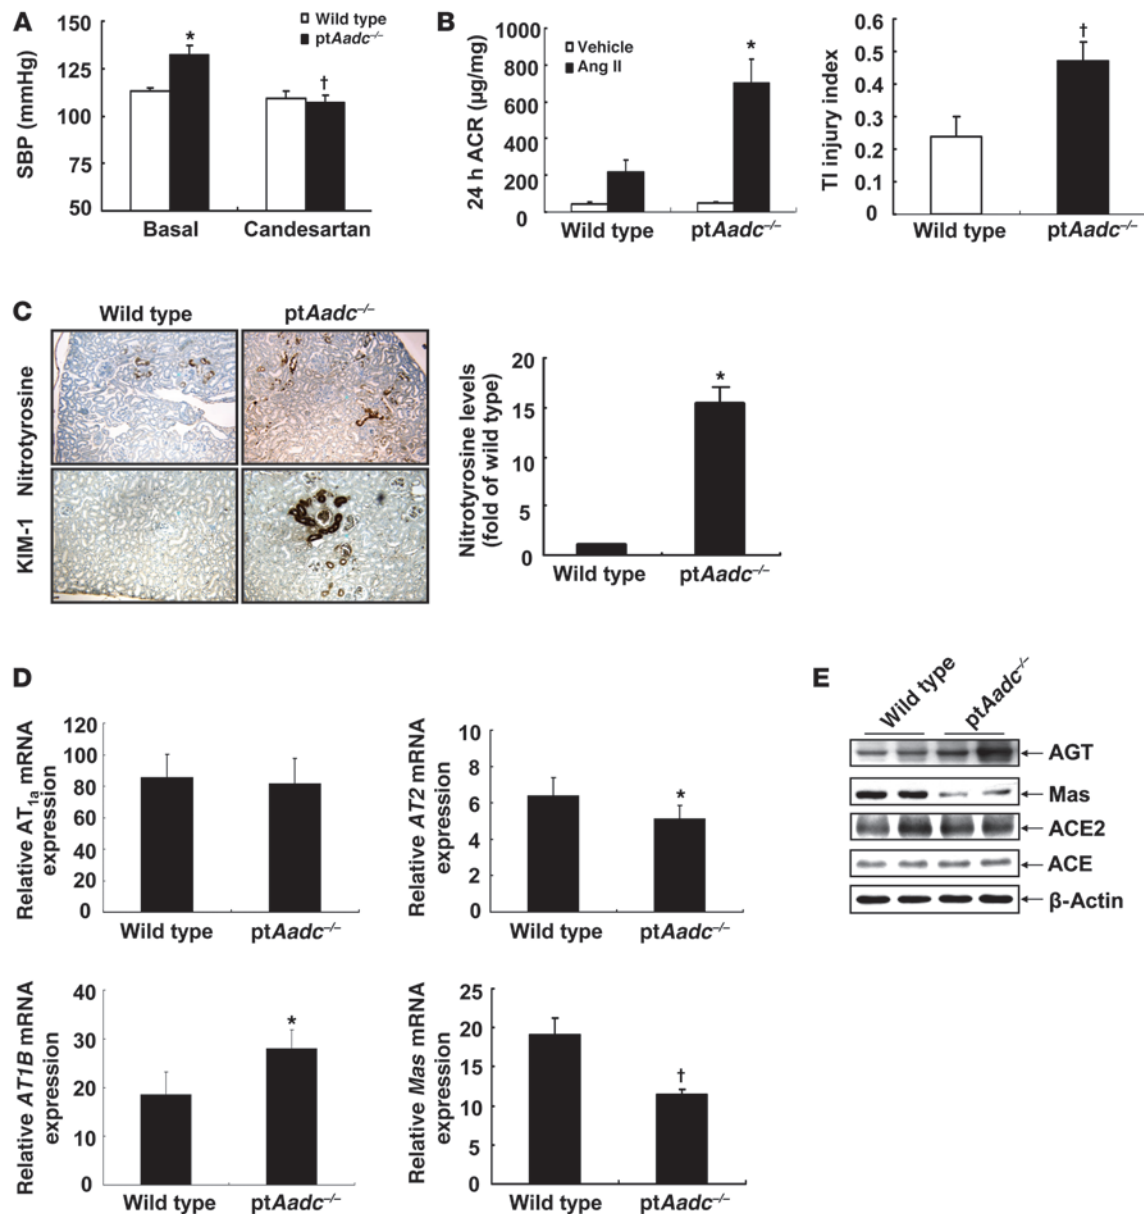 A
SBP (mmHg)
150
125
100
75
50
Wild type
ptAadc–/–
*
†
Basal
Candesartan
B
24 h ACR (µg/mg)
1000
800
600
400
200
0
Vehicle
Ang II
*
Wild type
ptAadc–/–
TI injury index
0.6
0.5
0.4
0.3
0.2
0.1
0
†
Wild type
ptAadc–/–
C
Wild type
ptAadc–/–
Nitrotyrosine
KIM-1
Nitrotyrosine levels
(fold of wild type)
20
15
10
5
0
*
Wild type
ptAadc–/–
D
Relative AT1a mRNA
expression
120
100
80
60
40
20
0
Wild type
ptAadc–/–
Relative AT2 mRNA
expression
8
6
4
2
0
*
Wild type
ptAadc–/–
E
Wild type
ptAadc–/–
AGT
Mas
ACE2
ACE
β-Actin
Relative AT1B mRNA
expression
40
30
20
10
0
*
Wild type
ptAadc–/–
Relative Mas mRNA
expression
25
20
15
10
5
0
†
Wild type
ptAadc–/–